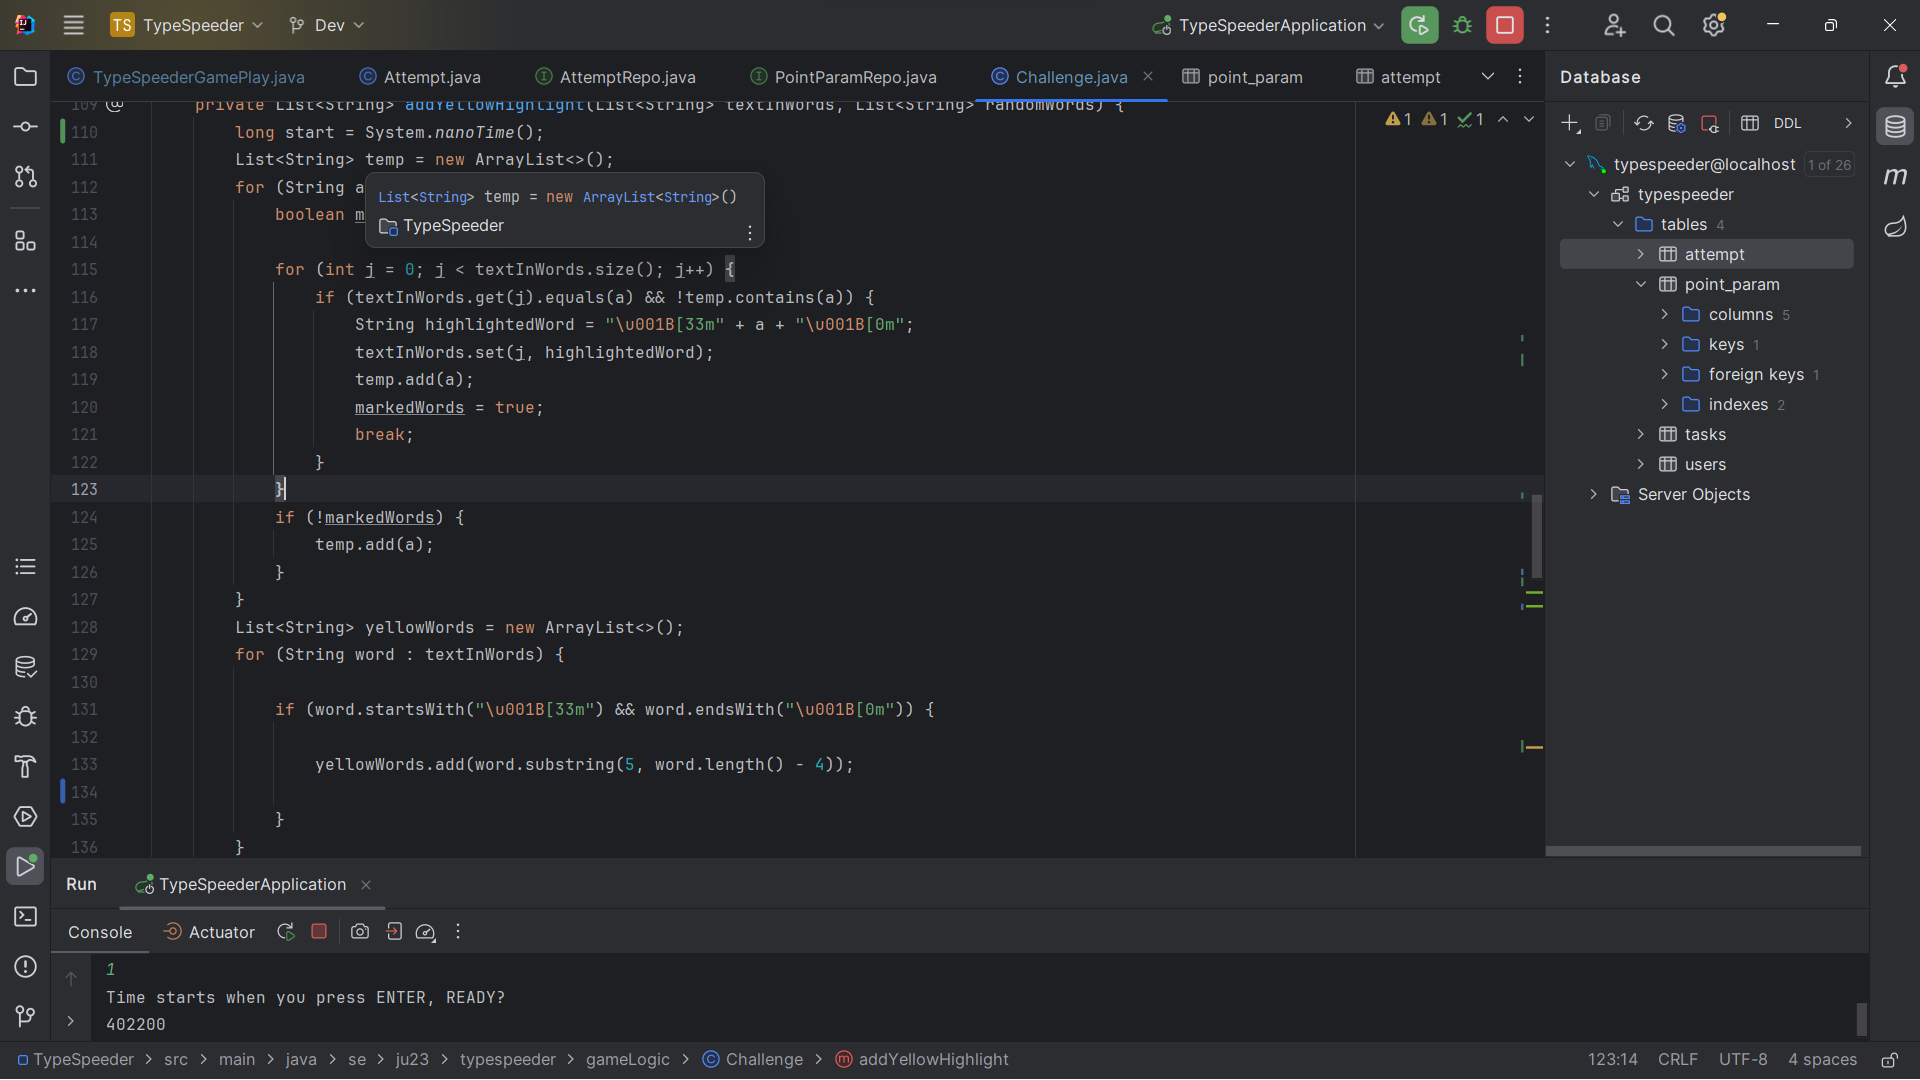 TS TypeSpeeder Dev TypeSpeederApplication
TypeSpeederGamePlay.java Attempt.java AttemptRepo.java PointParamRepo.java Challenge.java point_param attempt
Database
DDL
109 private List<String> addYellowHighlight(List<String> textInWords, List<String> randomWords) {
1 1 1
110 long start = System.nanoTime();
111 List<String> temp = new ArrayList<>();
112 for (String a
113 boolean m
List<String> temp = new ArrayList<String>()
TypeSpeeder
114
115 for (int j = 0; j < textInWords.size(); j++) {
116 if (textInWords.get(j).equals(a) && !temp.contains(a)) {
117 String highlightedWord = "\u001B[33m" + a + "\u001B[0m";
118 textInWords.set(j, highlightedWord);
119 temp.add(a);
120 markedWords = true;
121 break;
122 }
123 }
124 if (!markedWords) {
125 temp.add(a);
126 }
127 }
128 List<String> yellowWords = new ArrayList<>();
129 for (String word : textInWords) {
130
131 if (word.startsWith("\u001B[33m") && word.endsWith("\u001B[0m")) {
132
133 yellowWords.add(word.substring(5, word.length() - 4));
134
135 }
136 }
typespeeder@localhost 1 of 26
typespeeder
tables 4
attempt
point_param
columns 5
keys 1
foreign keys 1
indexes 2
tasks
users
Server Objects
m
Run TypeSpeederApplication
Console Actuator
1
Time starts when you press ENTER, READY?
402200
TypeSpeeder > src > main > java > se > ju23 > typespeeder > gameLogic > Challenge > addYellowHighlight
123:14 CRLF UTF-8 4 spaces